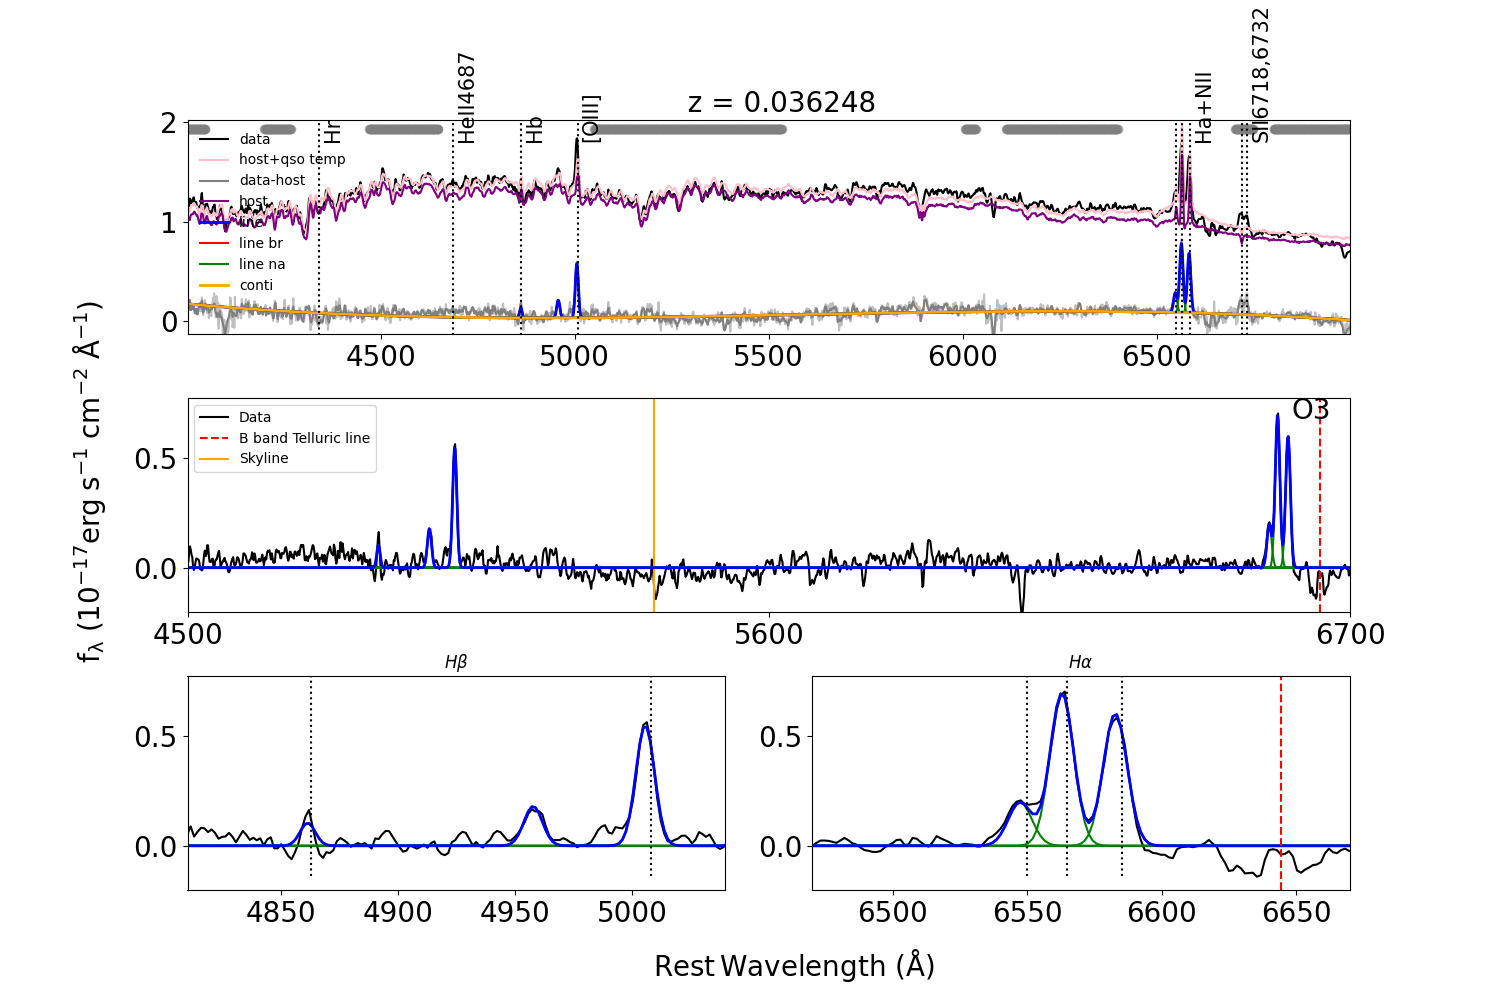 z = 0.036248
Hr
HeII4687
Hb
[OIII]
Ha+NII
SII6718,6732
data
host+qso temp
data-host
host
line br
line na
conti
2
1
0
4500
5000
5500
6000
6500
Data
B band Telluric line
Skyline
O3
0.5
0.0
4500
5600
6700
fλ (10−17erg s−1 cm−2 Å−1)
Hβ
0.5
0.0
4850
4900
4950
5000
Hα
0.5
0.0
6500
6550
6600
6650
Rest Wavelength (Å)